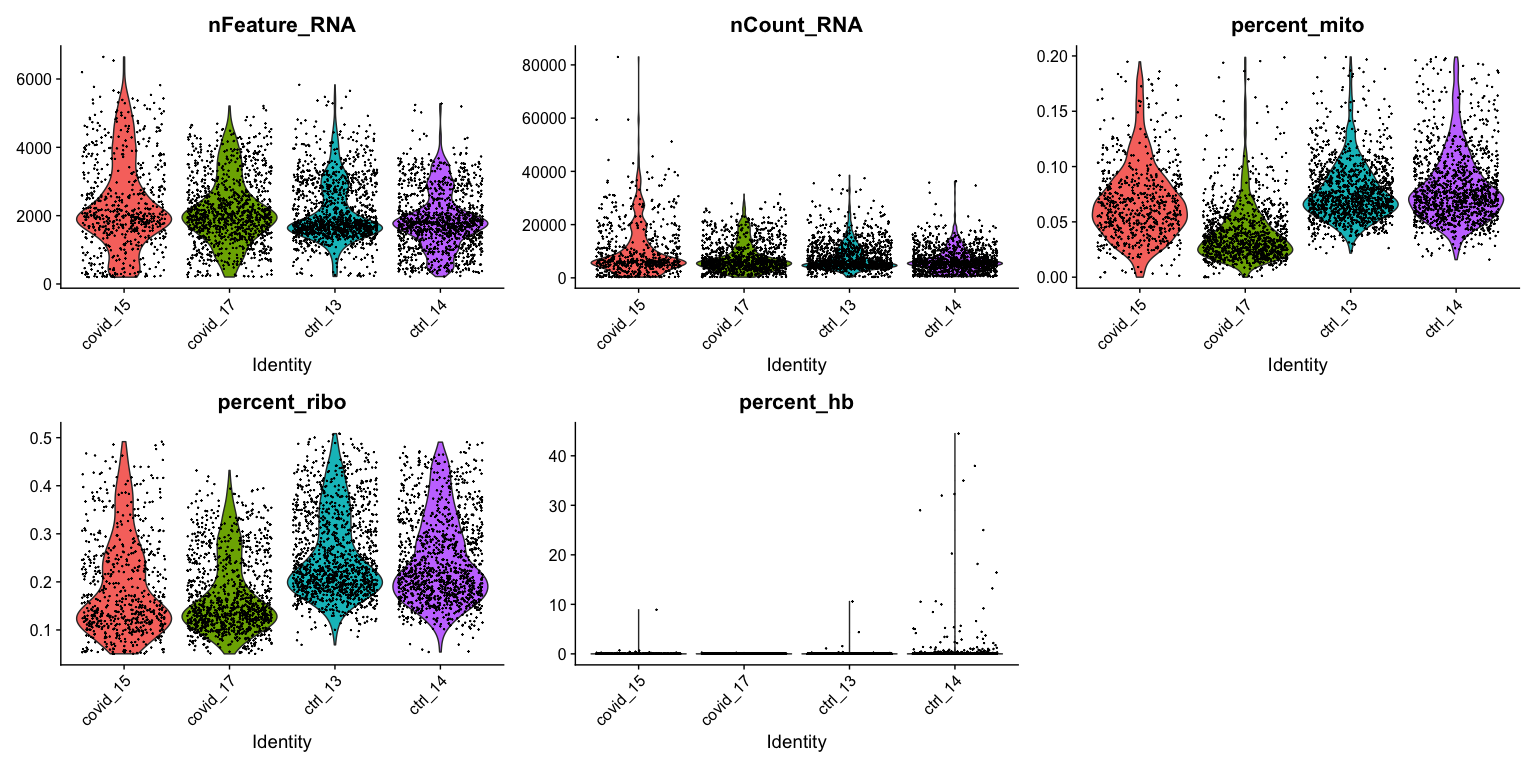 nFeature_RNA
6000
4000
2000
0
covid_15
covid_17
ctrl_13
ctrl_14
Identity
nCount_RNA
80000
60000
40000
20000
0
covid_15
covid_17
ctrl_13
ctrl_14
Identity
percent_mito
0.20
0.15
0.10
0.05
0.00
covid_15
covid_17
ctrl_13
ctrl_14
Identity
percent_ribo
0.5
0.4
0.3
0.2
0.1
covid_15
covid_17
ctrl_13
ctrl_14
Identity
percent_hb
40
30
20
10
0
covid_15
covid_17
ctrl_13
ctrl_14
Identity